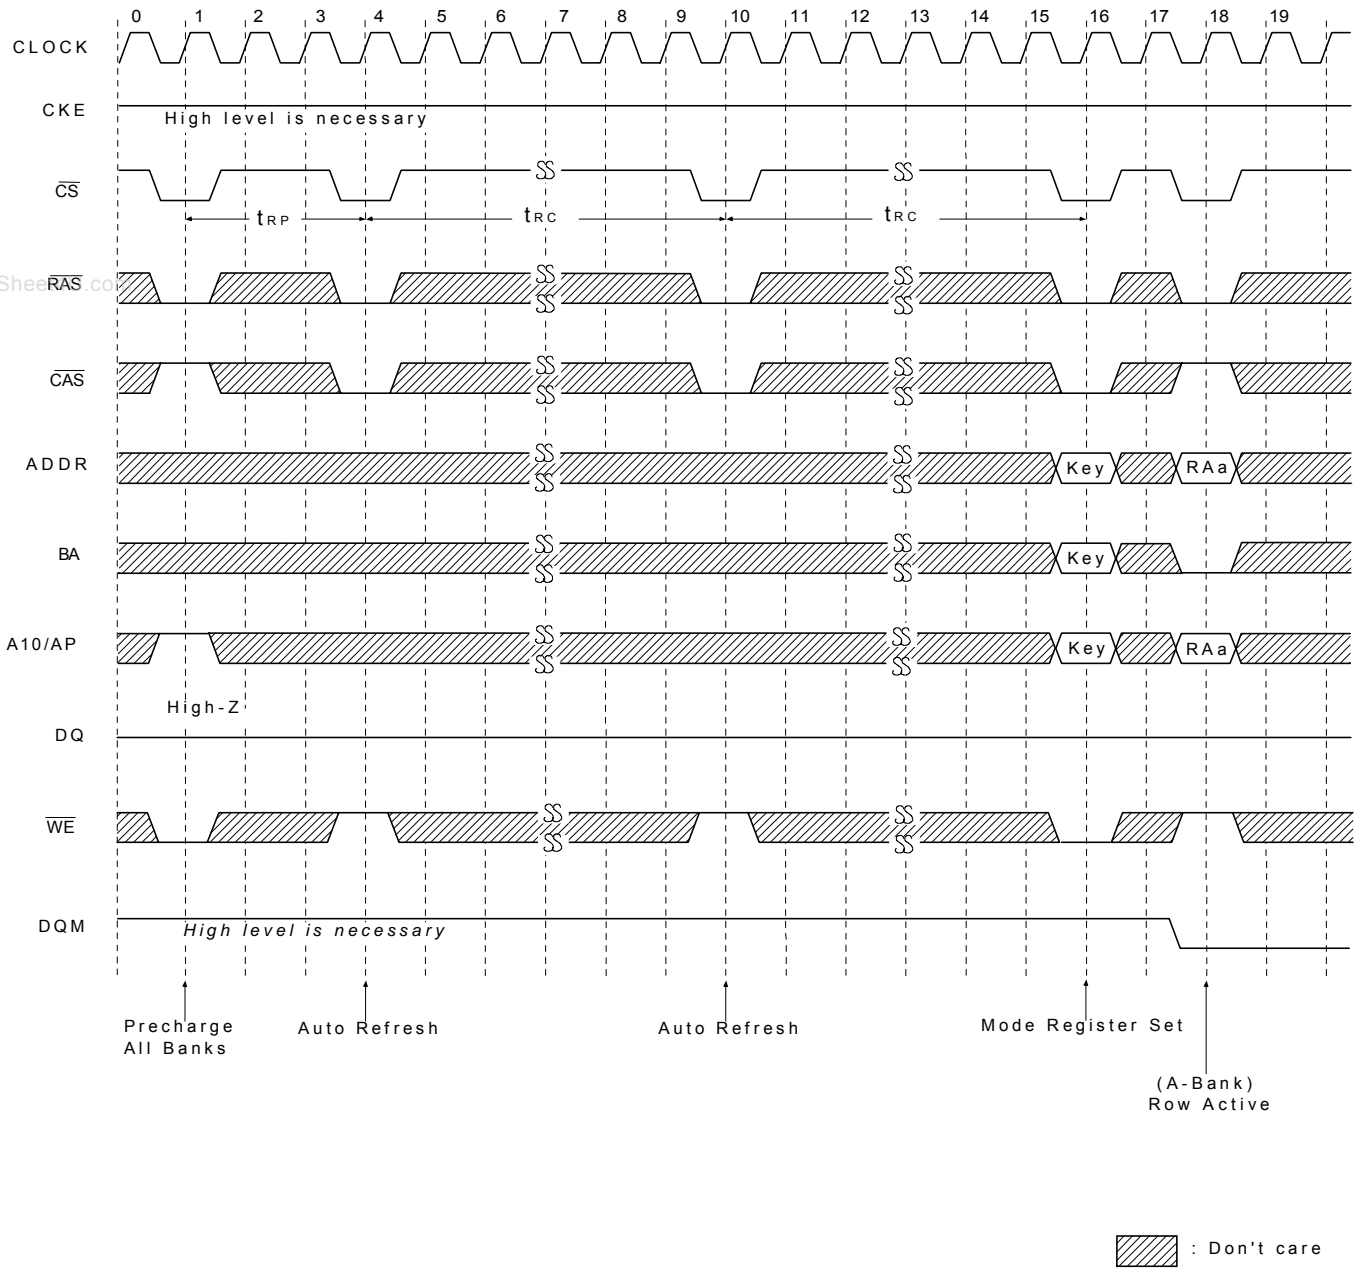 0 1 2 3 4 5 6 7 8 9 10 11 12 13 14 15 16 17 18 19
CLOCK
CKE
High level is necessary
CS
tRP
tRC
tRC
RAS
CAS
ADDR
Key
RAa
BA
Key
A10/AP
Key
RAa
High-Z
DQ
WE
DQM
High level is necessary
Precharge
All Banks
Auto Refresh
Auto Refresh
Mode Register Set
(A-Bank)
Row Active
: Don't care